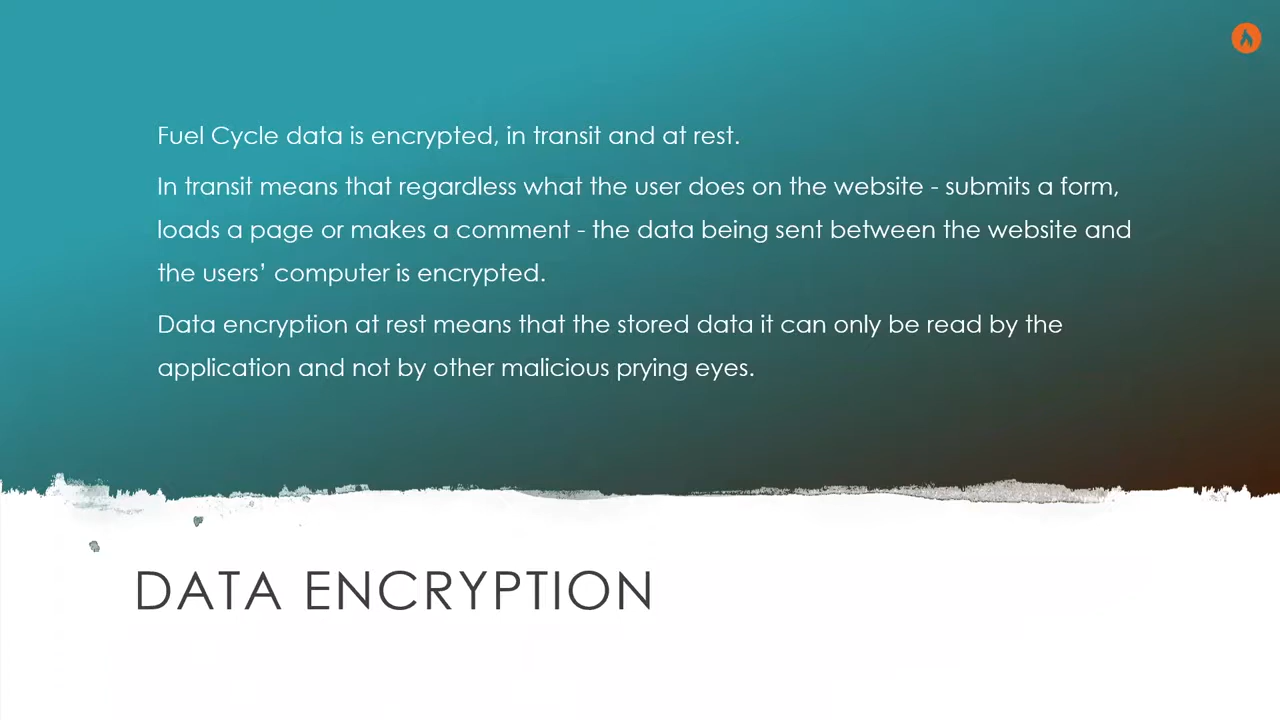 Fuel Cycle data is encrypted, in transit and at rest.
In transit means that regardless what the user does on the website - submits a form,
loads a page or makes a comment - the data being sent between the website and
the users’ computer is encrypted.
Data encryption at rest means that the stored data it can only be read by the
application and not by other malicious prying eyes.
DATA ENCRYPTION